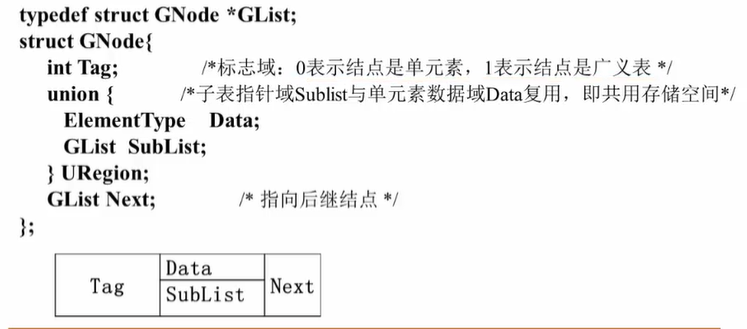 typedef struct GNode *GList;
struct GNode{
int Tag; /*标志域：0表示结点是单元素，1表示结点是广义表 */
union { /*子表指针域Sublist与单元素数据域Data复用，即共用存储空间*/
ElementType Data;
GList SubList;
} URegion;
GList Next; /* 指向后继结点 */
};
Tag
Data
SubList
Next